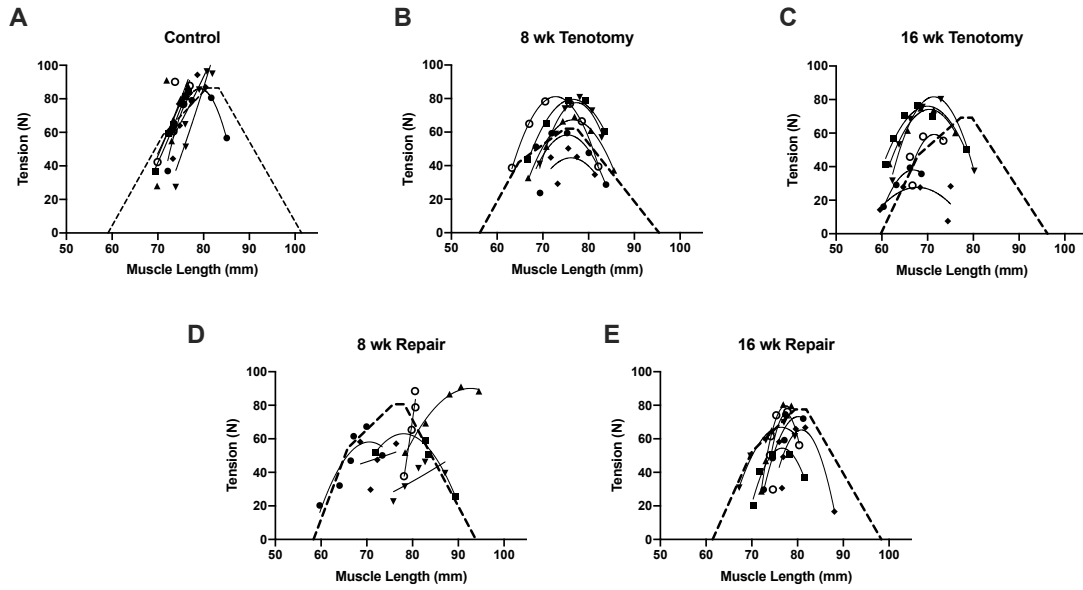 A
Control
Tension (N)
100
80
60
40
20
0
50 60 70 80 90 100
Muscle Length (mm)
B
8 wk Tenotomy
Tension (N)
100
80
60
40
20
0
50 60 70 80 90 100
Muscle Length (mm)
C
16 wk Tenotomy
Tension (N)
100
80
60
40
20
0
50 60 70 80 90 100
Muscle Length (mm)
D
8 wk Repair
Tension (N)
100
80
60
40
20
0
50 60 70 80 90 100
Muscle Length (mm)
E
16 wk Repair
Tension (N)
100
80
60
40
20
0
50 60 70 80 90 100
Muscle Length (mm)